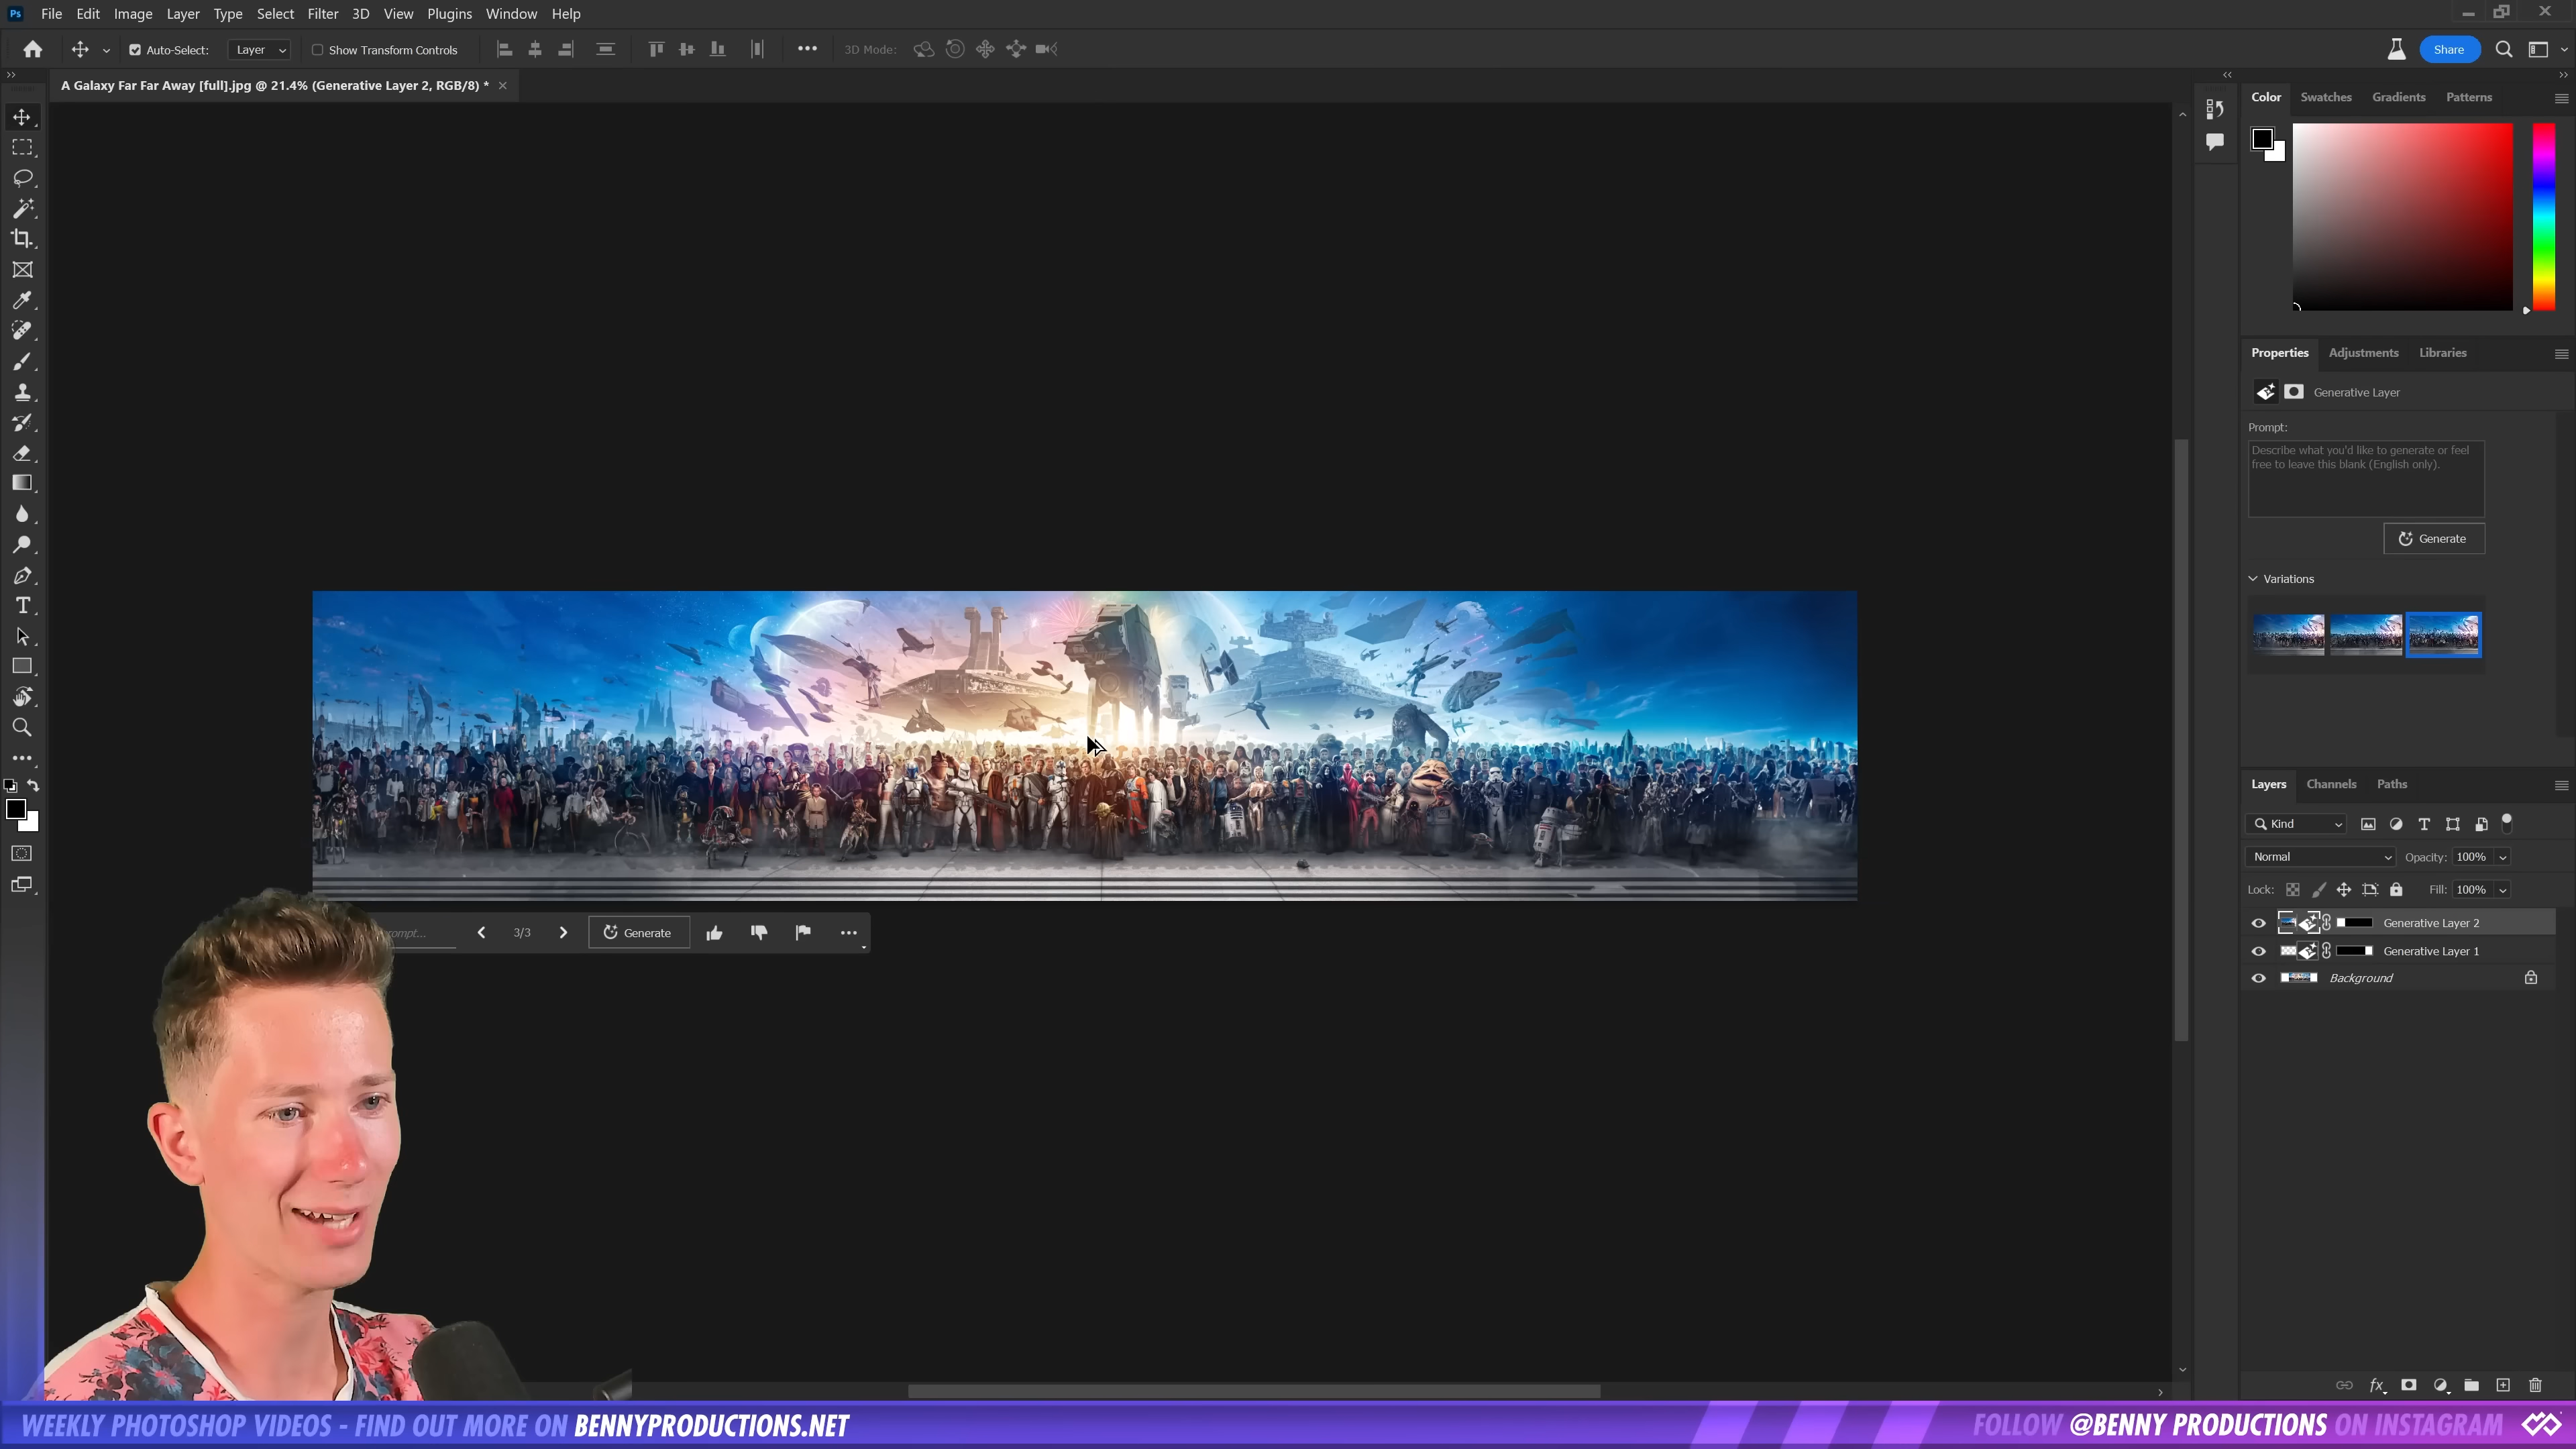 Ps File Edit Image Layer Type Select Filter 3D View Plugins Window Help
Auto-Select: Layer Show Transform Controls 3D Mode: Share
A Galaxy Far Far Away [full].jpg @ 21.4% (Generative Layer 2, RGB/8) *
Color Swatches Gradients Patterns
Properties Adjustments Libraries
Generative Layer
Prompt:
Describe what you'd like to generate or feel
free to leave this blank (English only).
Generate
Variations
Layers Channels Paths
Kind
Normal Opacity: 100%
Lock: Fill: 100%
Generative Layer 2
Generative Layer 1
Background
3/3 Generate
WEEKLY PHOTOSHOP VIDEOS - FIND OUT MORE ON BENNYPRODUCTIONS.NET
FOLLOW @BENNY PRODUCTIONS ON INSTAGRAM